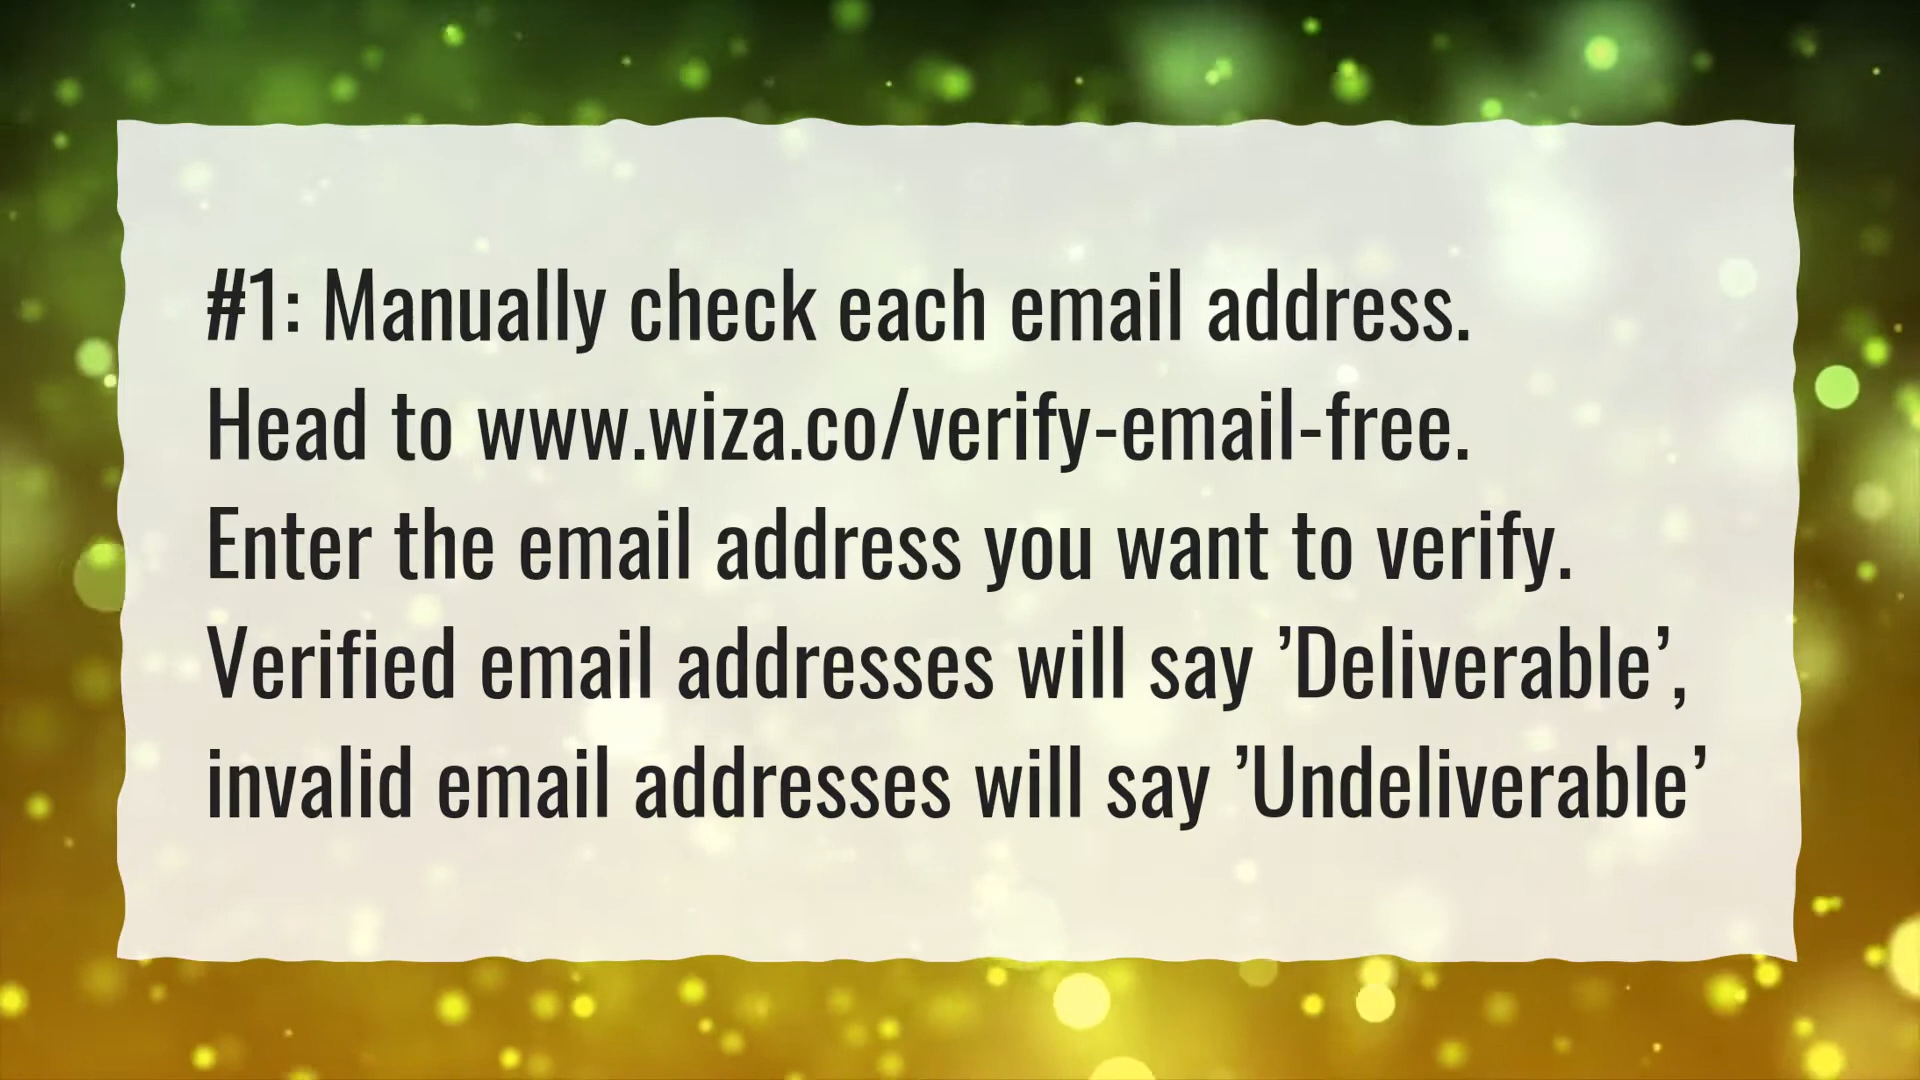 #1: Manually check each email address.
Head to www.wiza.co/verify-email-free.
Enter the email address you want to verify.
Verified email addresses will say ’Deliverable’,
invalid email addresses will say ’Undeliverable’